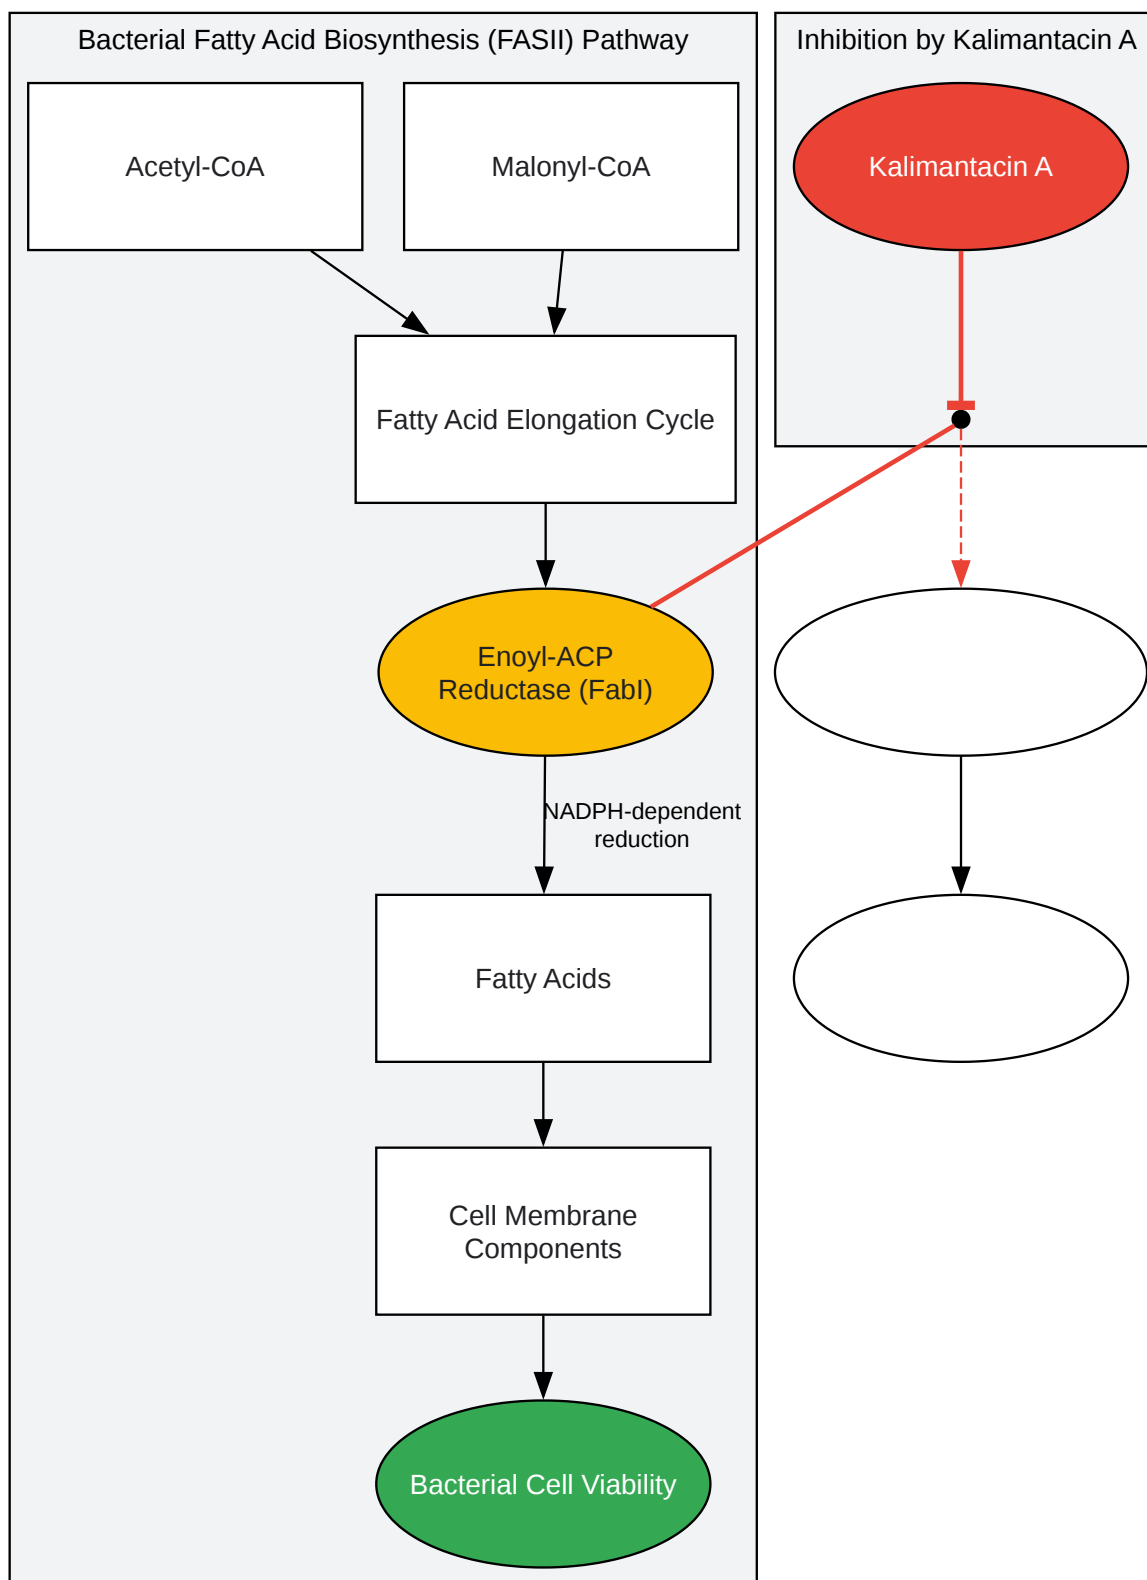 Bacterial Fatty Acid Biosynthesis (FASII) Pathway
Acetyl-CoA
Malonyl-CoA
Fatty Acid Elongation Cycle
Enoyl-ACP
Reductase (FabI)
NADPH-dependent
reduction
Fatty Acids
Cell Membrane
Components
Bacterial Cell Viability
Inhibition by Kalimantacin A
Kalimantacin A